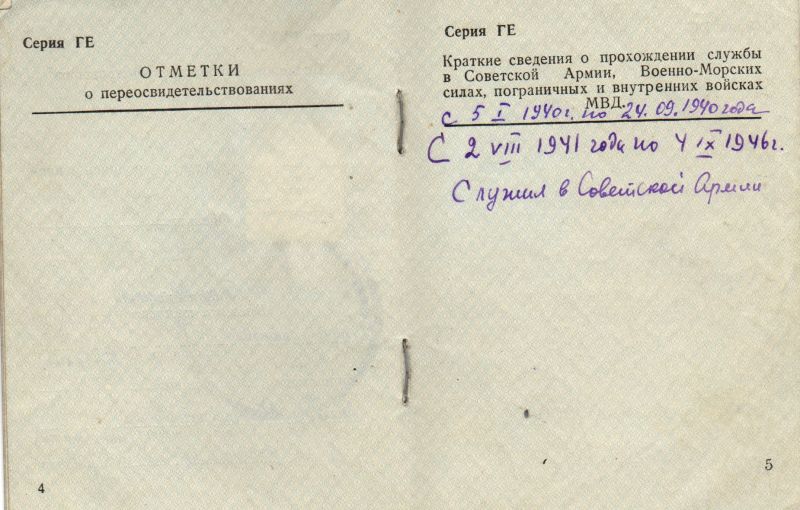 Серия ГЕ
ОТМЕТКИ
о переосвидетельствованиях
4
Серия ГЕ
Краткие сведения о прохождении службы
в Советской Армии, Военно-Морских
силах, пограничных и внутренних войсках
МВД.
с 5 I 1940г. по 24.09.1940 года
С 2 VIII 1941 года по 4 IX 1946г.
Служил в Советской Армии
5